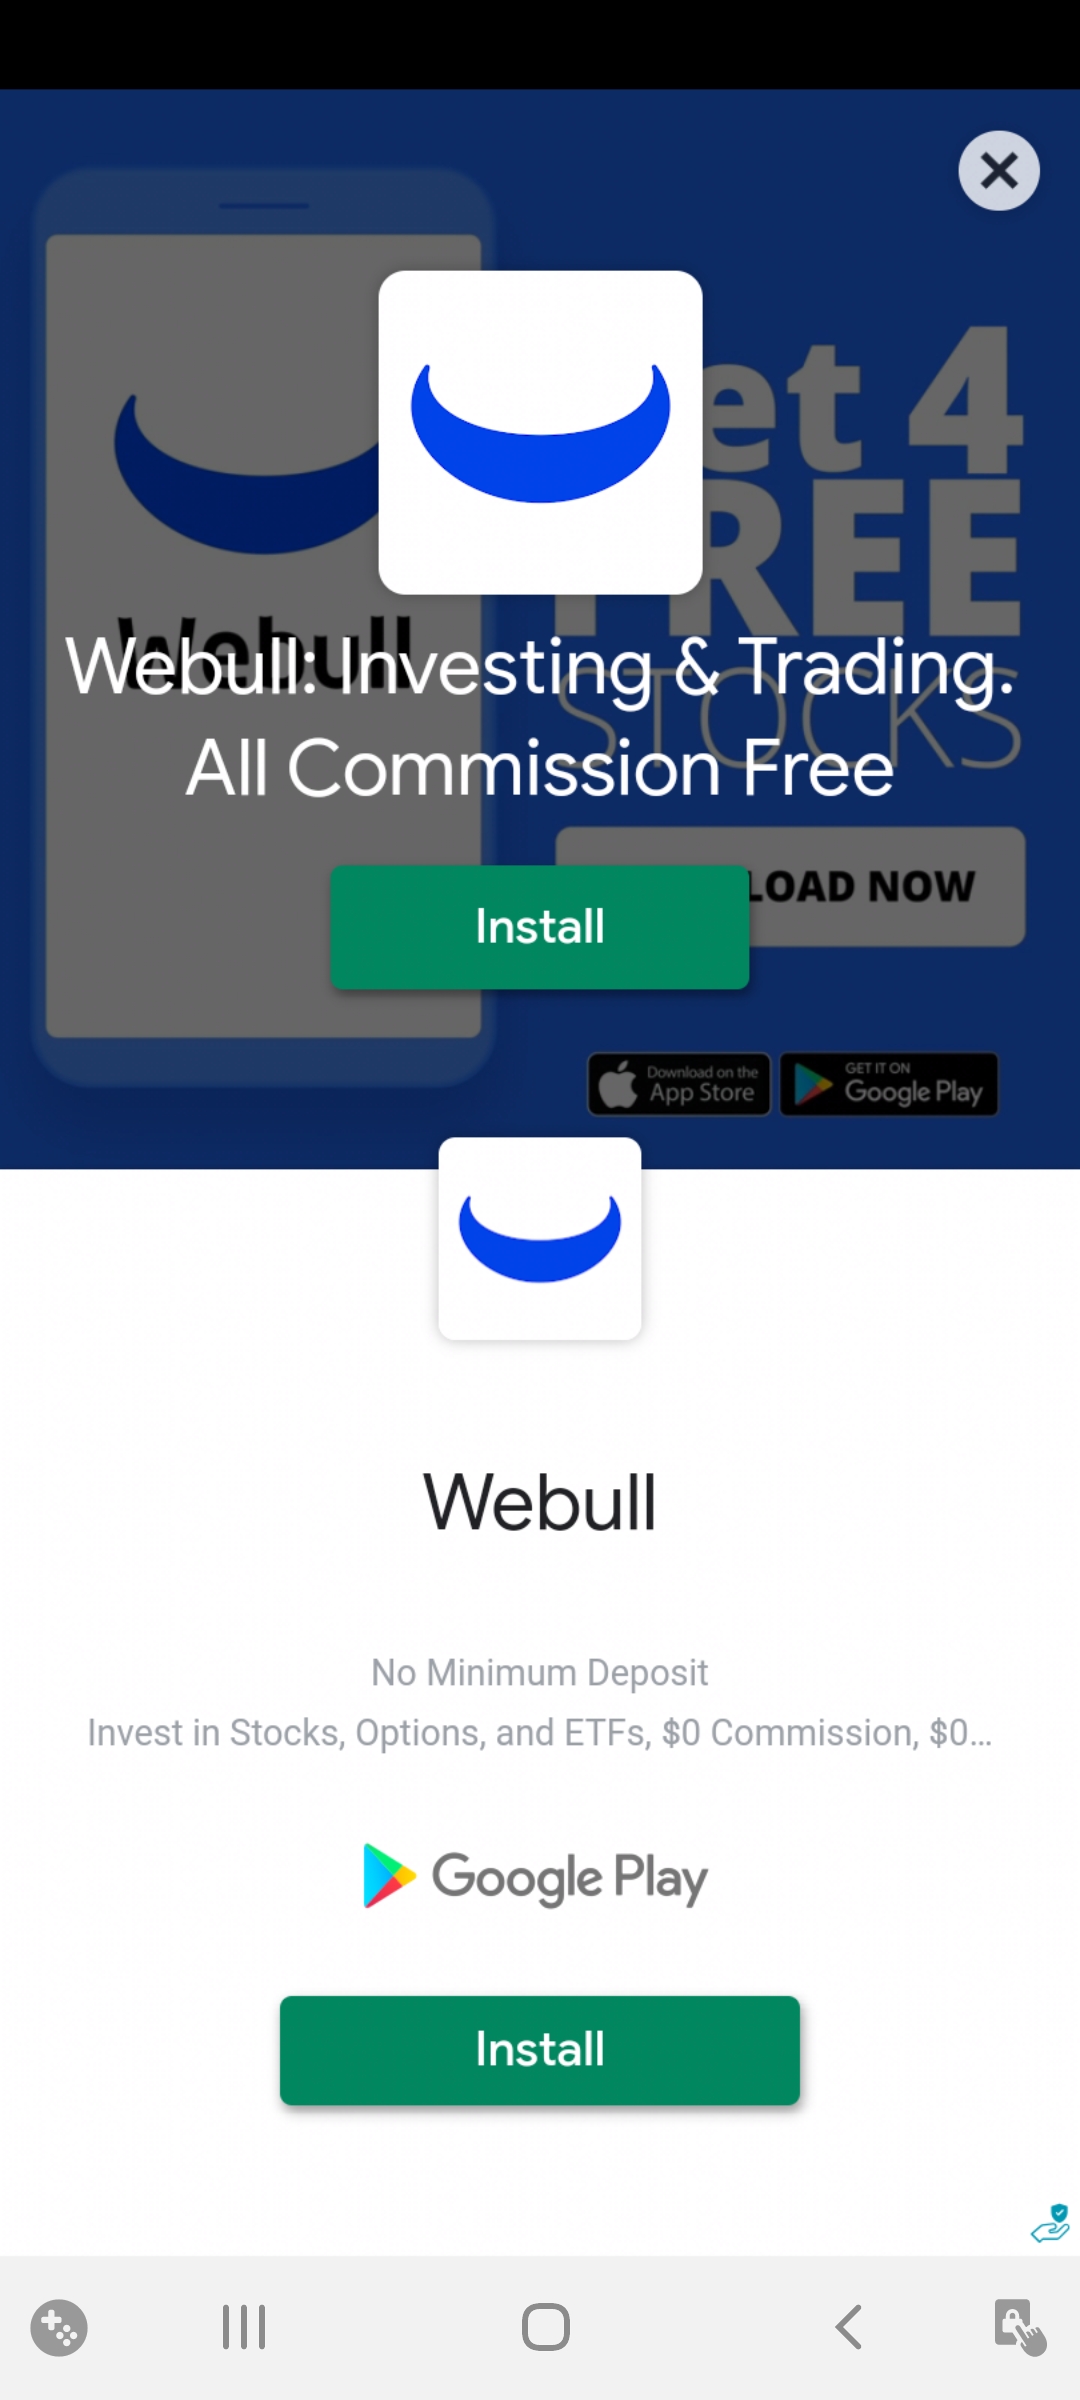 et 4
REE
Webull
STOCKS
Webull: Investing & Trading.
All Commission Free
LOAD NOW
Install
Download on the
App Store
GET IT ON
Google Play
Webull
No Minimum Deposit
Invest in Stocks, Options, and ETFs, $0 Commission, $0...
Google Play
Install